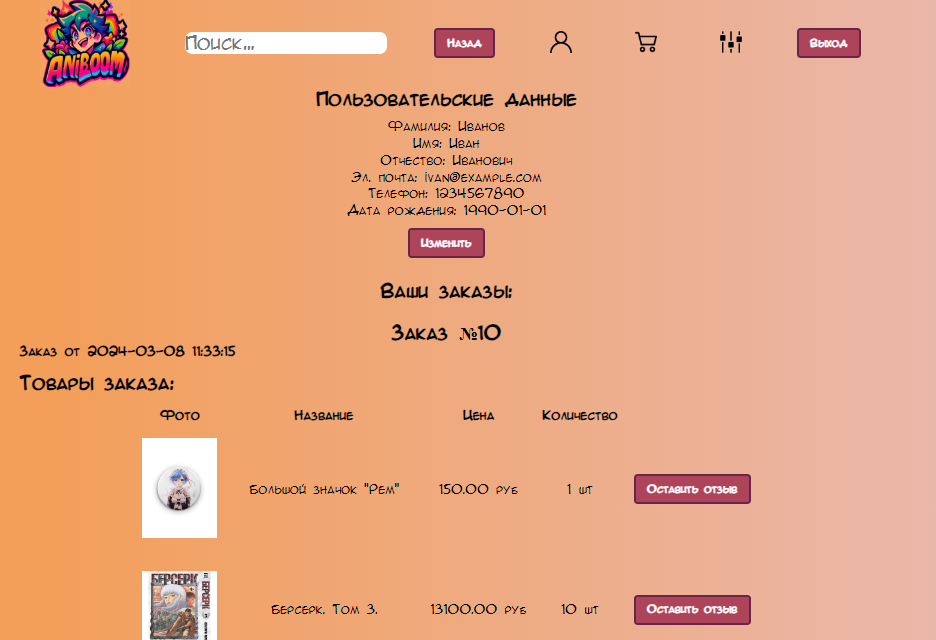 ANIBOOM
Поиск...
Назад
Выход
Пользовательские данные
Фамилия: Иванов
Имя: Иван
Отчество: Иванович
Эл. почта: ivan@example.com
Телефон: 1234567890
Дата рождения: 1990-01-01
Изменить
Ваши заказы:
Заказ №10
Заказ от 2024-03-08 11:33:15
Товары заказа:
Фото Название Цена Количество
Большой значок "Рем" 150.00 руб 1 шт Оставить отзыв
БЕРСЕРК
БЕРСЕРК
Берсерк. Том 3. 13100.00 руб 10 шт Оставить отзыв